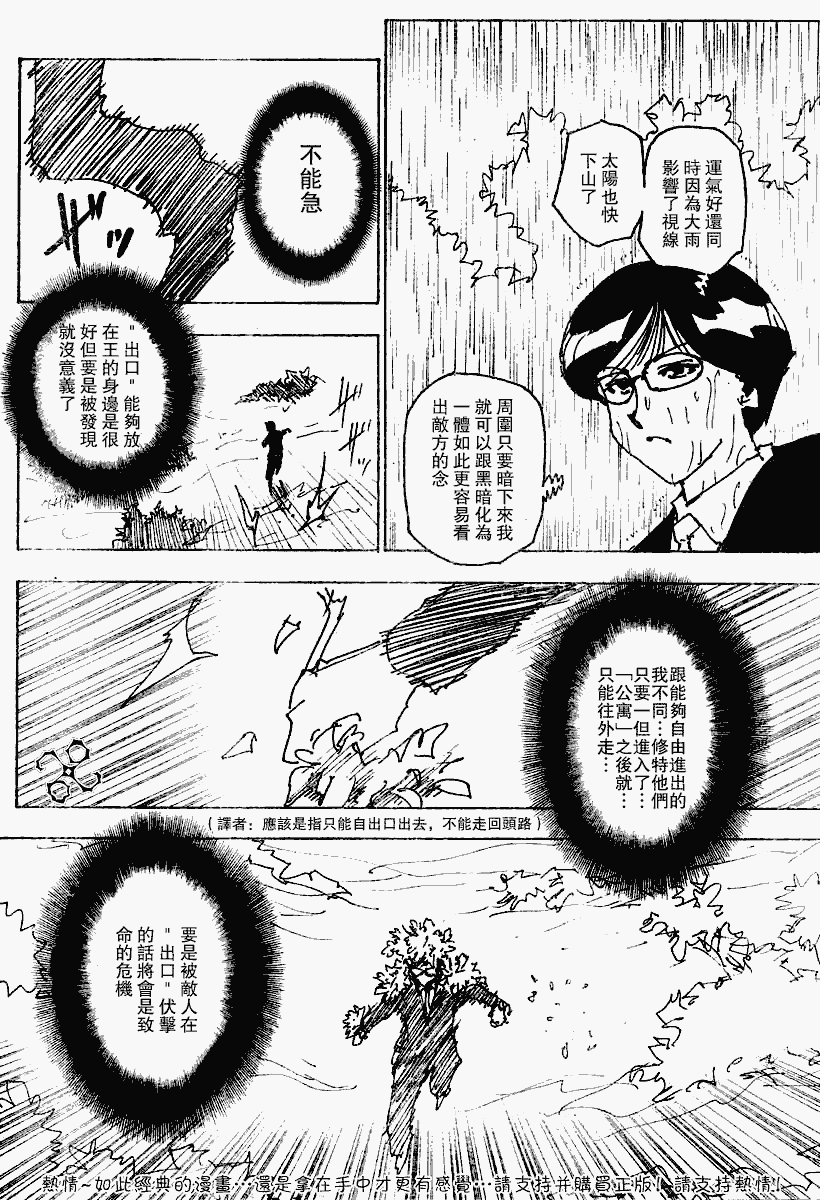 運氣好還同
時因為大雨
影響了視線
太陽也快
下山了
周圍只要暗下來我
就可以跟黑暗化為
一體如此更容易看
出敵方的念
不能急
"出口"能夠放
在王的身邊是很
好但要是被發現
就沒意義了
跟能夠自由進出的
我不同…修特他們
只要一但進入了…
「公寓」之後就…
只能往外走…
(譯者：應該是指只能自出口出去，不能走回頭路)
要是被敵人在
"出口"伏擊
的話將會是致
命的危機
熱情~如此經典的漫畫…還是拿在手中才更有感覺…請支持并購買正版！請支持熱情！